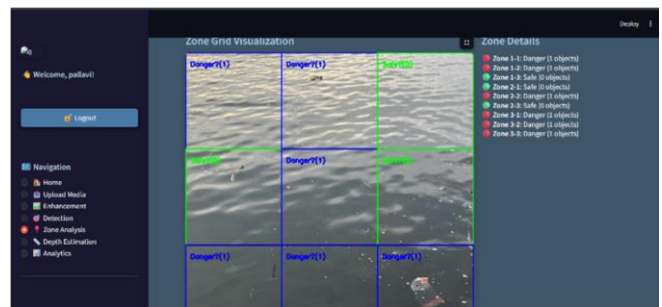 Deploy
Zone Grid Visualization
Zone Details
Welcome, pallavi!
Logout
Navigation
Home
Upload Media
Enhancement
Detection
Zone Analysis
Depth Estimation
Analytics
Danger?(1)
Danger?(1)
Safe?(0)
Danger?(1)
Danger?(1)
Danger?(1)
Danger?(1)
Zone 1-1: Danger (1 objects)
Zone 1-2: Danger (1 objects)
Zone 1-3: Safe (0 objects)
Zone 2-1: Safe (0 objects)
Zone 2-2: Danger (1 objects)
Zone 2-3: Safe (0 objects)
Zone 3-1: Danger (1 objects)
Zone 3-2: Danger (1 objects)
Zone 3-3: Danger (1 objects)